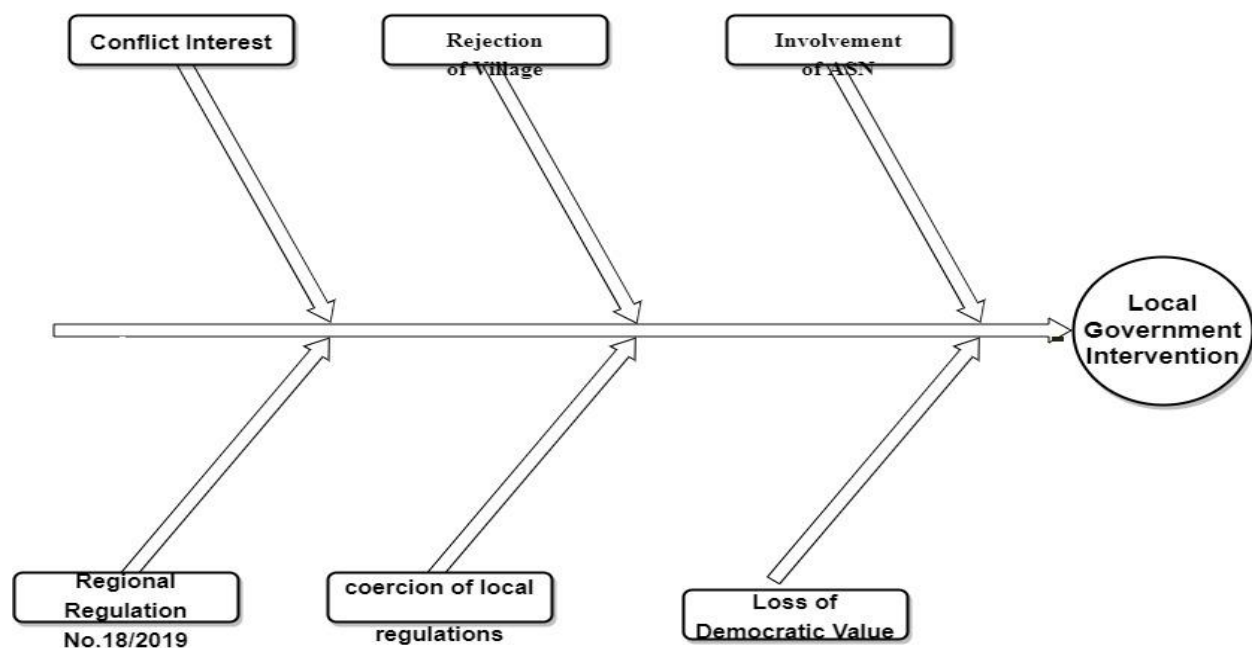 Conflict Interest
Rejection
of Village
Involvement
of ASN
Local
Government
Intervention
Regional
Regulation
No.18/2019
coercion of local
regulations
Loss of
Democratic Value